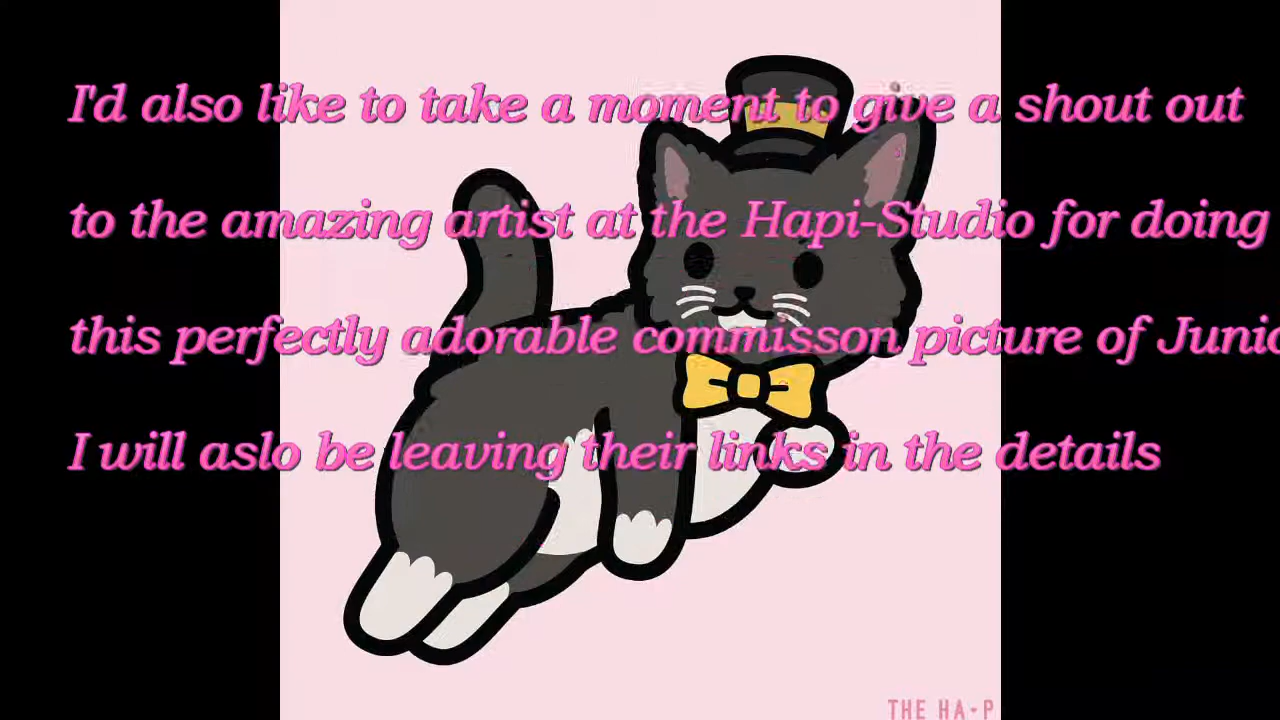 I'd also like to take a moment to give a shout out
to the amazing artist at the Hapi-Studio for doing
this perfectly adorable commisson picture of Junio
I will aslo be leaving their links in the details
THE HA-P